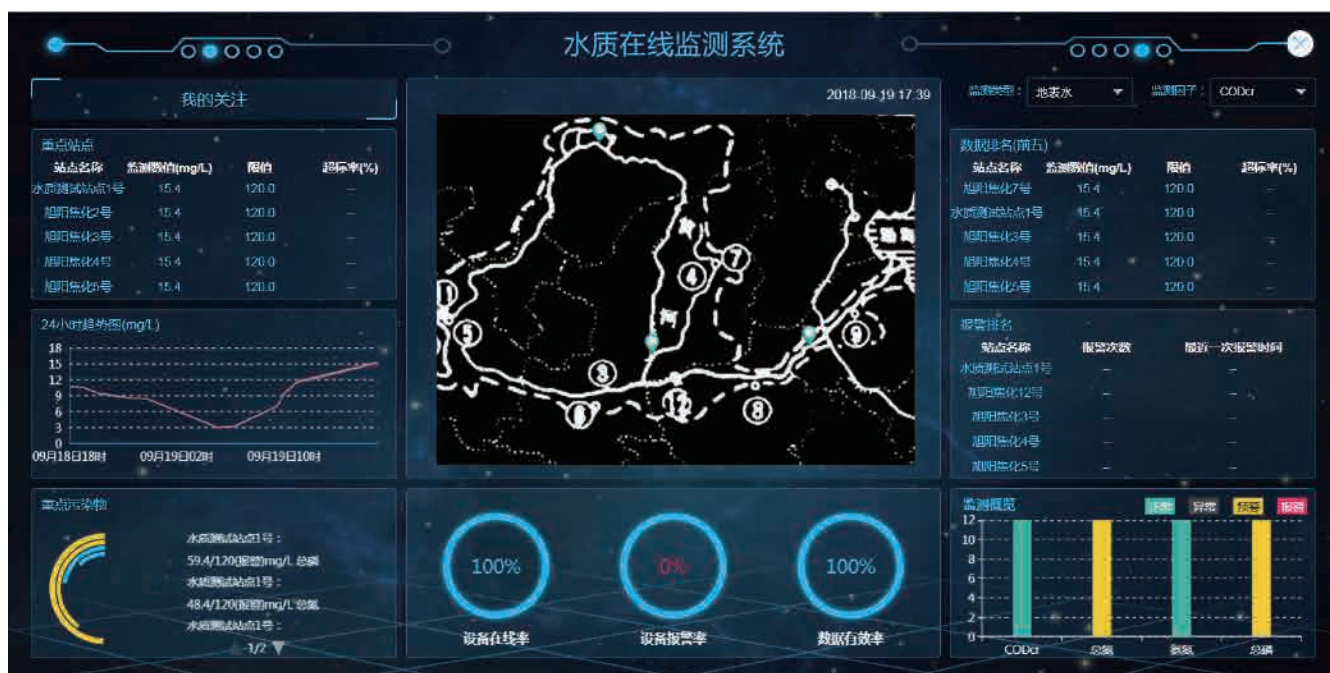 水质在线监测系统
我的关注
2018-09-19 17:39
监测类型： 地表水 监测因子： CODcr
重点站点
站点名称 监测数值(mg/L) 限值 超标率(%)
水质测试站点1号 15.4 120.0 --
旭阳焦化2号 15.4 120.0 --
旭阳焦化3号 15.4 120.0 --
旭阳焦化4号 15.4 120.0 --
旭阳焦化5号 15.4 120.0 --
24小时趋势图(mg/L)
18
15
12
9
6
3
0
09月18日18时 09月19日02时 09月19日10时
重点污染物
水质测试站点1号：
59.4/120(报警)mg/L 总磷
水质测试站点1号：
48.4/120(报警)mg/L 总氮
水质测试站点1号：
1/2
黄
河
渤 海
①
⑤
④
⑦
③
⑥
⑫
⑧
⑨
100% 0% 100%
设备在线率 设备报警率 数据有效率
数据排名(前五)
站点名称 监测数值(mg/L) 限值 超标率(%)
旭阳焦化7号 15.4 120.0 --
水质测试站点1号 15.4 120.0 --
旭阳焦化3号 15.4 120.0 --
旭阳焦化4号 15.4 120.0 --
旭阳焦化5号 15.4 120.0 --
报警排名
站点名称 报警次数 最近一次报警时间
水质测试站点1号 -- --
旭阳焦化12号 -- --
旭阳焦化3号 -- --
旭阳焦化4号 -- --
旭阳焦化5号 -- --
监测概览 正常 异常 预警 报警
12
10
8
6
4
2
0
CODcr 总氮 氨氮 总磷